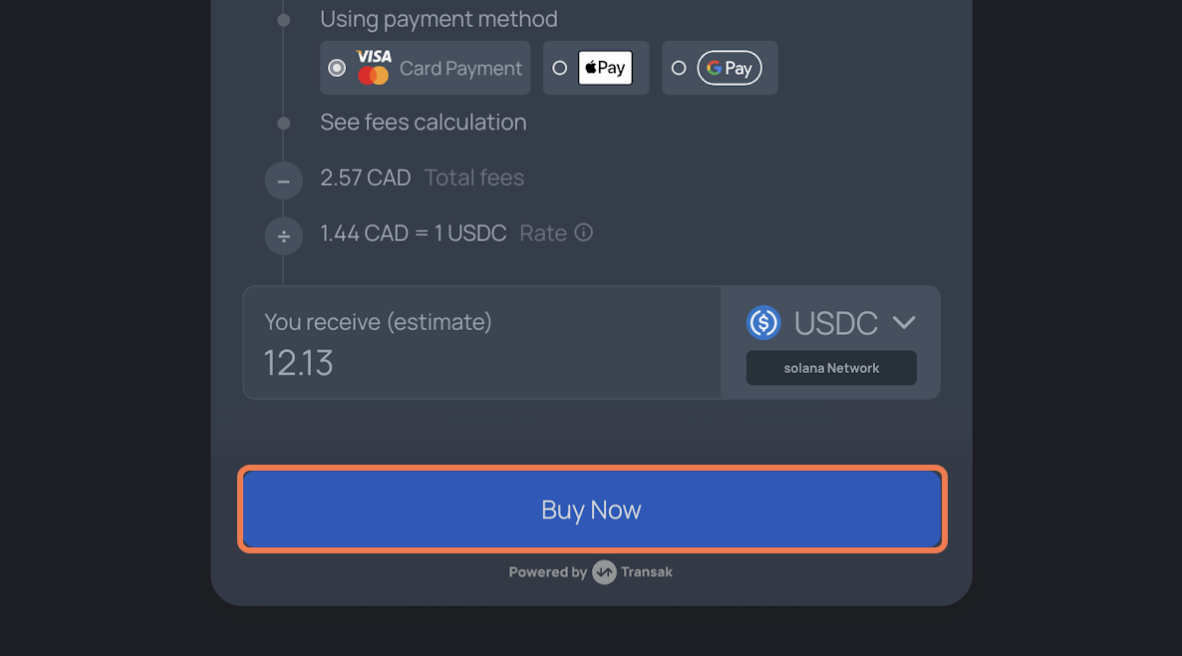 Using payment method
VISA Card Payment
Pay
G Pay
See fees calculation
− 2.57 CAD Total fees
÷ 1.44 CAD = 1 USDC Rate
You receive (estimate)
12.13
USDC
solana Network
Buy Now
Powered by Transak